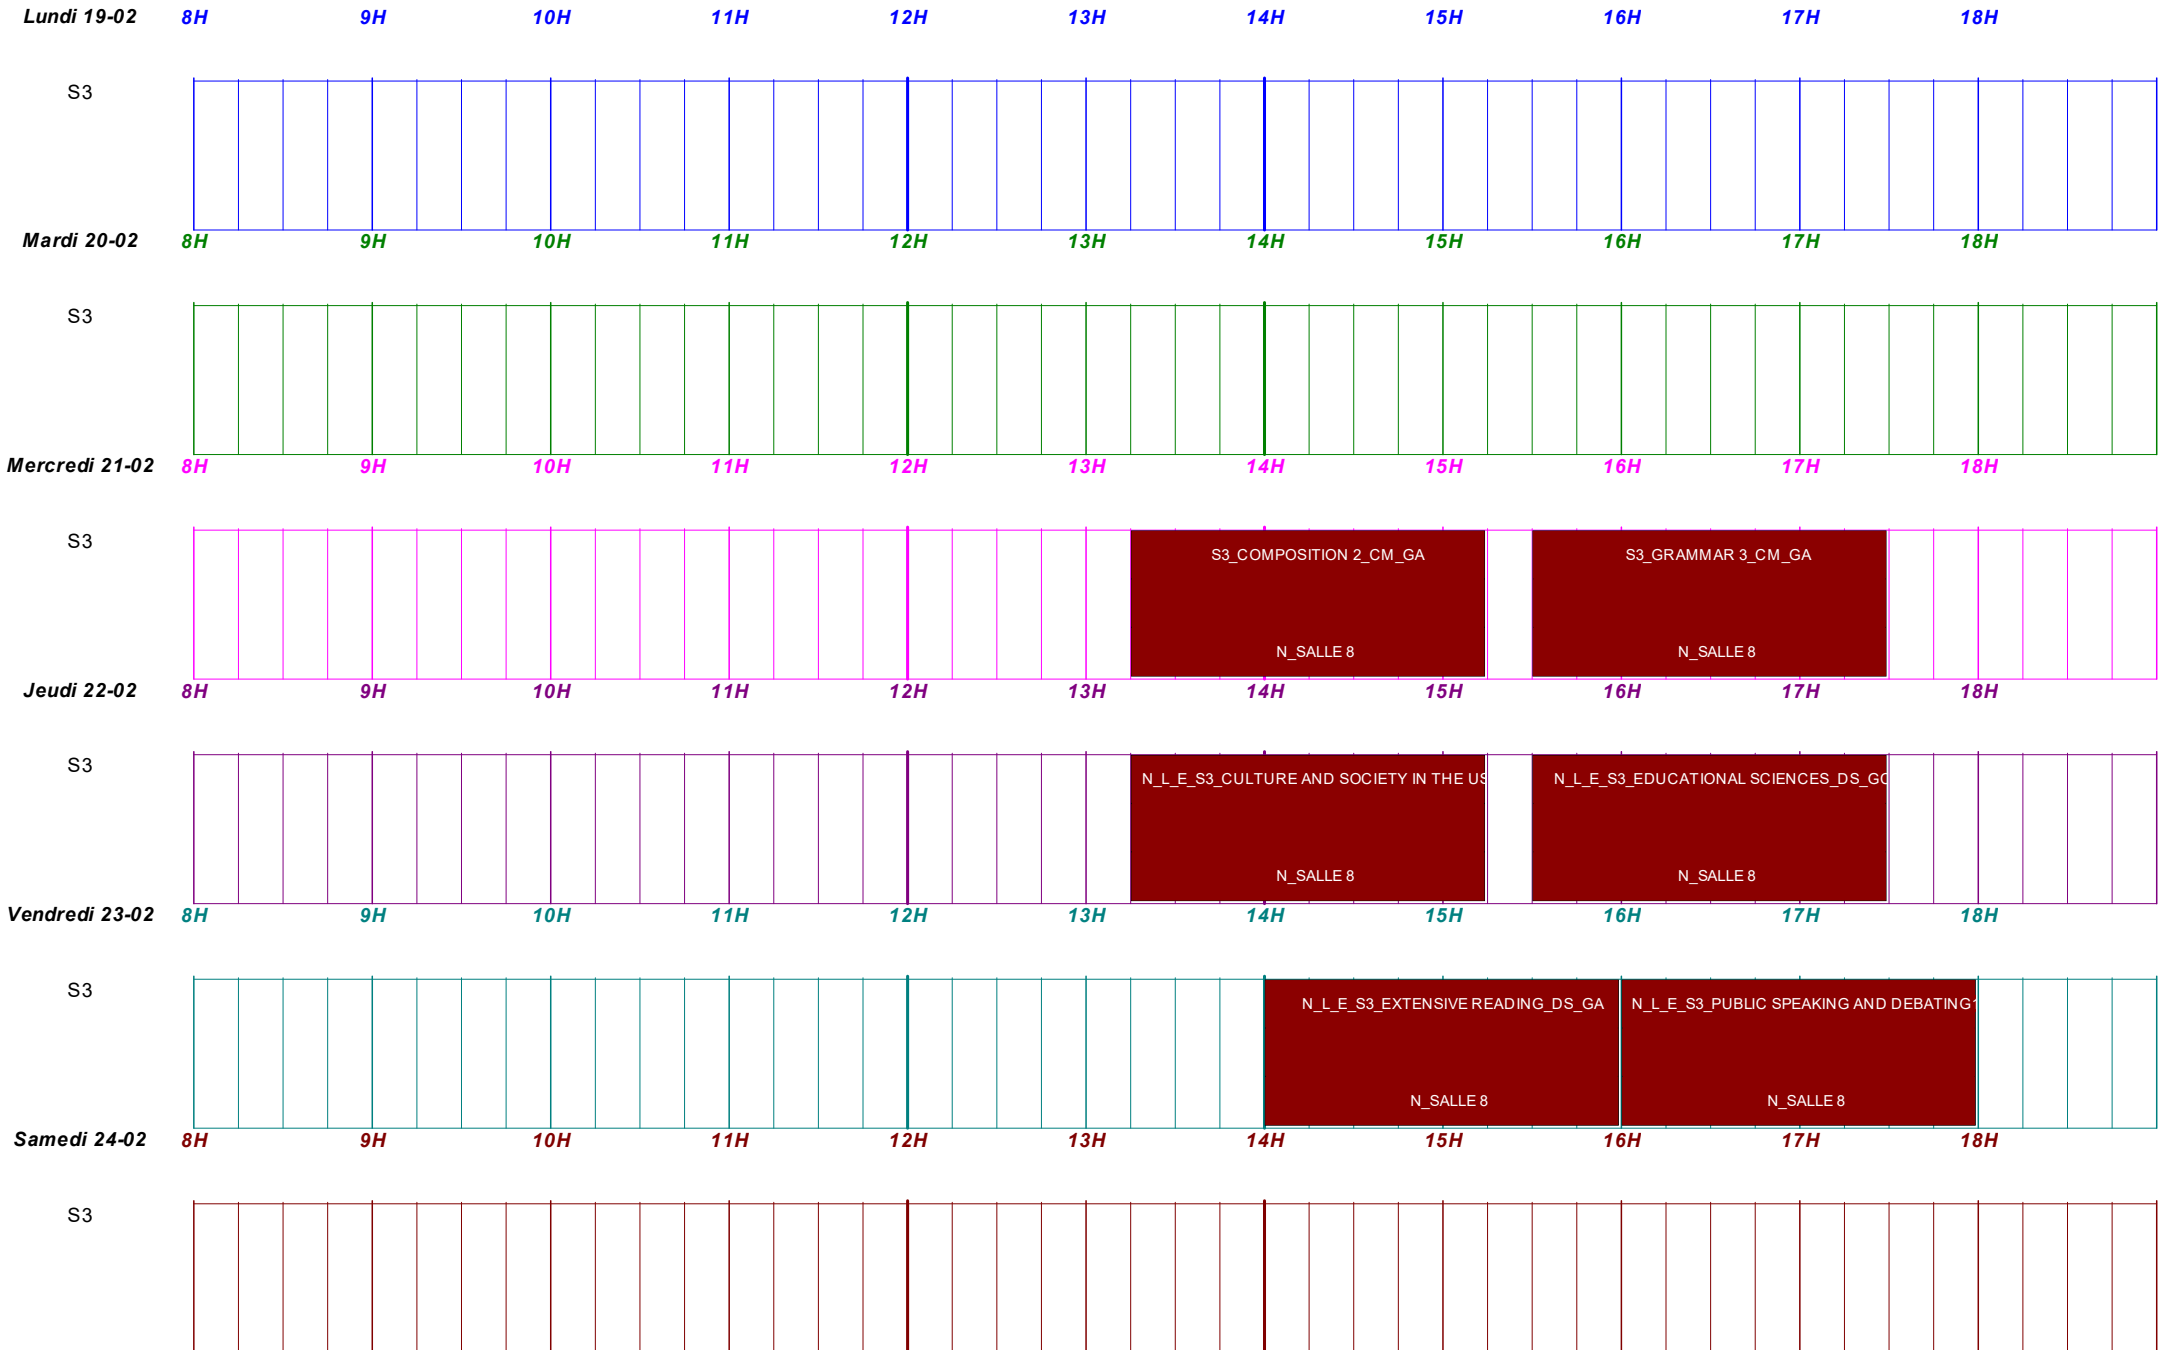 Lundi 19-02 8H 9H 10H 11H 12H 13H 14H 15H 16H 17H 18H
S3
Mardi 20-02 8H 9H 10H 11H 12H 13H 14H 15H 16H 17H 18H
S3
Mercredi 21-02 8H 9H 10H 11H 12H 13H 14H 15H 16H 17H 18H
S3
S3_COMPOSITION 2_CM_GA S3_GRAMMAR 3_CM_GA
N_SALLE 8 N_SALLE 8
Jeudi 22-02 8H 9H 10H 11H 12H 13H 14H 15H 16H 17H 18H
S3
N_L_E_S3_CULTURE AND SOCIETY IN THE US N_L_E_S3_EDUCATIONAL SCIENCES_DS_GC
N_SALLE 8 N_SALLE 8
Vendredi 23-02 8H 9H 10H 11H 12H 13H 14H 15H 16H 17H 18H
S3
N_L_E_S3_EXTENSIVE READING_DS_GA N_L_E_S3_PUBLIC SPEAKING AND DEBATING1
N_SALLE 8 N_SALLE 8
Samedi 24-02 8H 9H 10H 11H 12H 13H 14H 15H 16H 17H 18H
S3